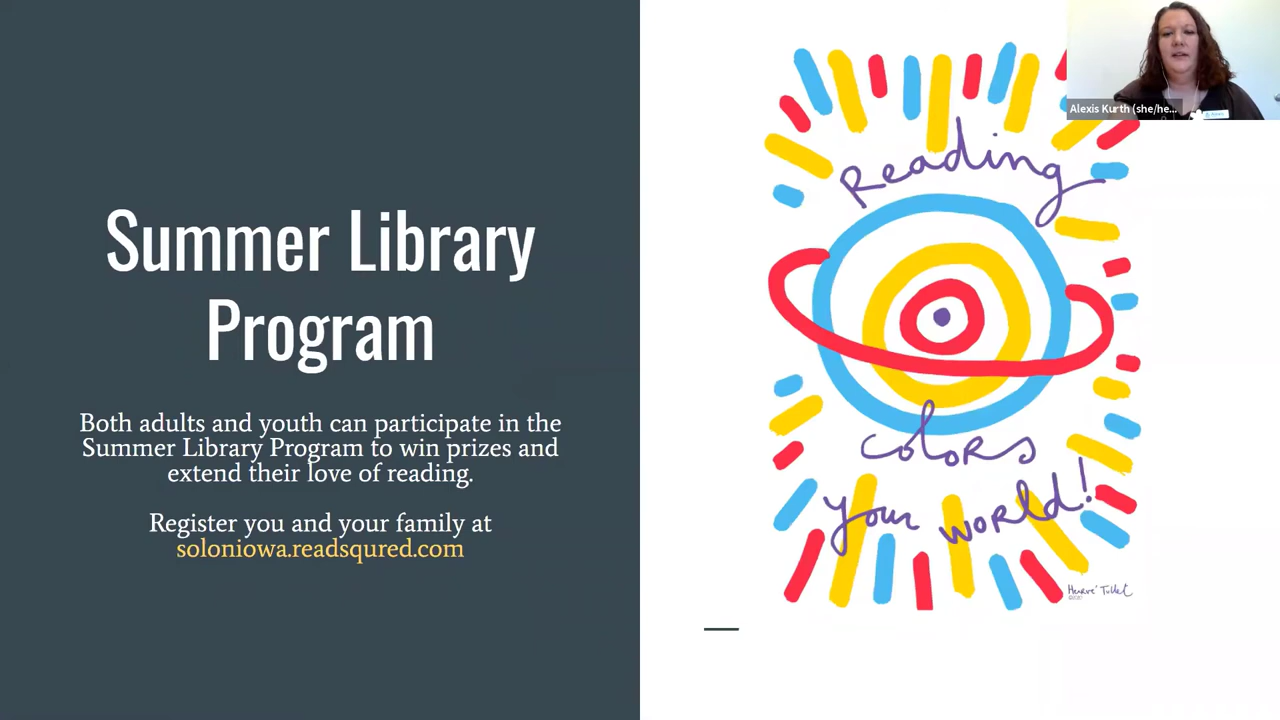 Summer Library
Program
Both adults and youth can participate in the
Summer Library Program to win prizes and
extend their love of reading.
Register you and your family at
soloniowa.readsqured.com
Reading
colors
your world!
Hervé Tullet
Alexis Kurth (she/he...